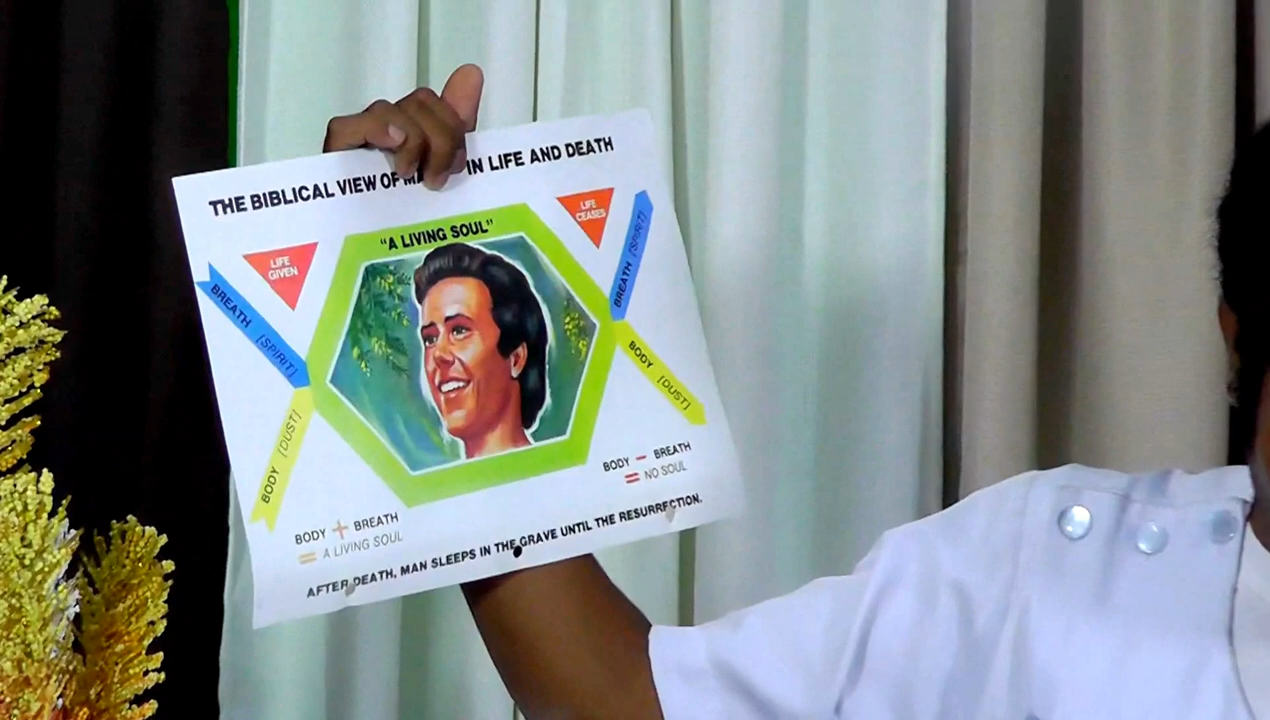 THE BIBLICAL VIEW OF IN LIFE AND DEATH
"A LIVING SOUL"
LIFE
GIVEN
LIFE
CEASES
BREATH [SPIRIT]
BREATH [SPIRIT]
BODY [DUST]
BODY [DUST]
BODY + BREATH
= A LIVING SOUL
BODY - BREATH
= NO SOUL
AFTER DEATH, MAN SLEEPS IN THE GRAVE UNTIL THE RESURRECTION.